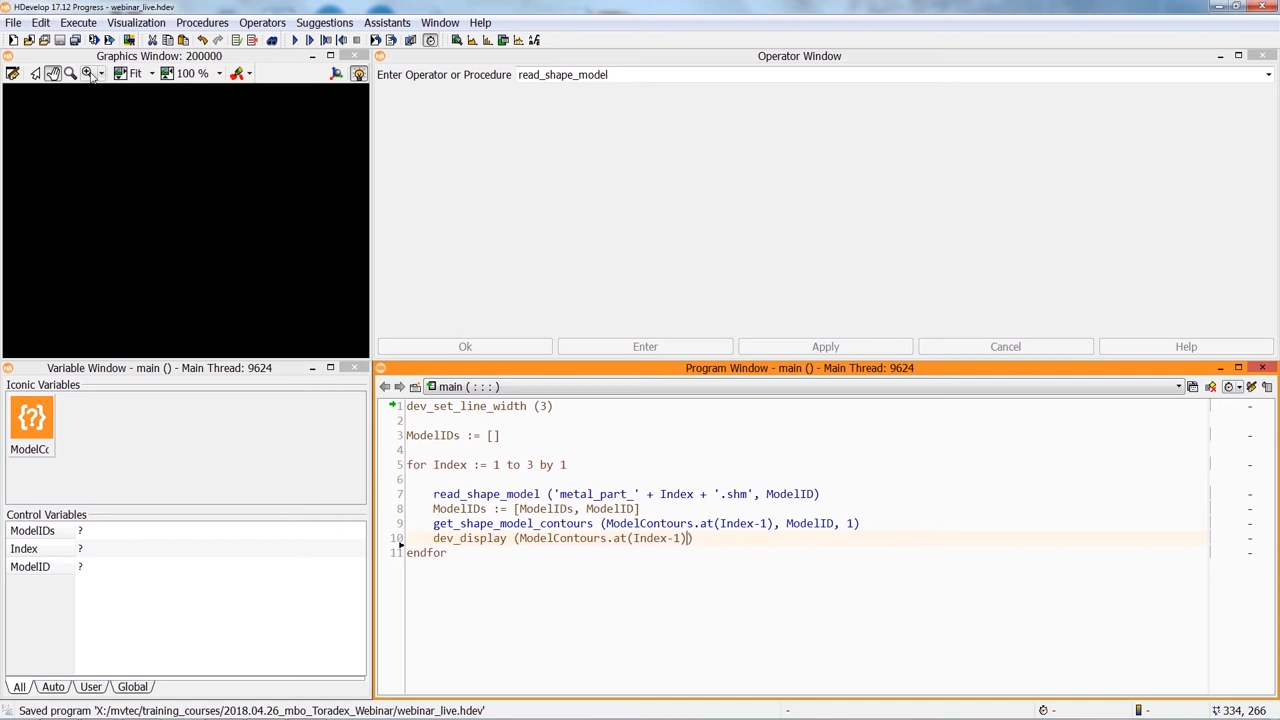 HDevelop 17.12 Progress - webinar_live.hdev
File Edit Execute Visualization Procedures Operators Suggestions Assistants Window Help
Graphics Window: 200000
Fit 100 %
Operator Window
Enter Operator or Procedure read_shape_model
Ok Enter Apply Cancel Help
Variable Window - main () - Main Thread: 9624
Iconic Variables
{?}
ModelCc
Control Variables
ModelIDs ?
Index ?
ModelID ?
All Auto User Global
Program Window - main () - Main Thread: 9624
main ( : : : )
1 dev_set_line_width (3)
2
3 ModelIDs := []
4
5 for Index := 1 to 3 by 1
6
7 read_shape_model ('metal_part_' + Index + '.shm', ModelID)
8 ModelIDs := [ModelIDs, ModelID]
9 get_shape_model_contours (ModelContours.at(Index-1), ModelID, 1)
10 dev_display (ModelContours.at(Index-1))
11 endfor
Saved program 'X:/mvtec/training_courses/2018.04.26_mbo_Toradex_Webinar/webinar_live.hdev' - - - 334, 266